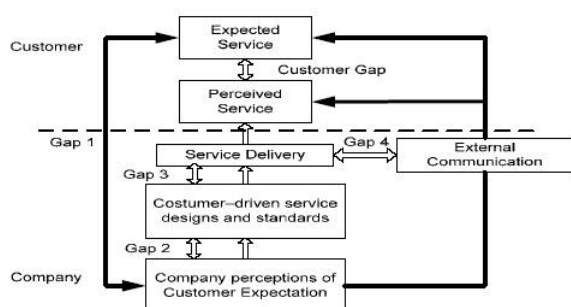 Customer
Expected
Service
Customer Gap
Perceived
Service
Gap 1
Service Delivery
Gap 4
External
Communication
Gap 3
Costumer–driven service
designs and standards
Gap 2
Company
Company perceptions of
Customer Expectation